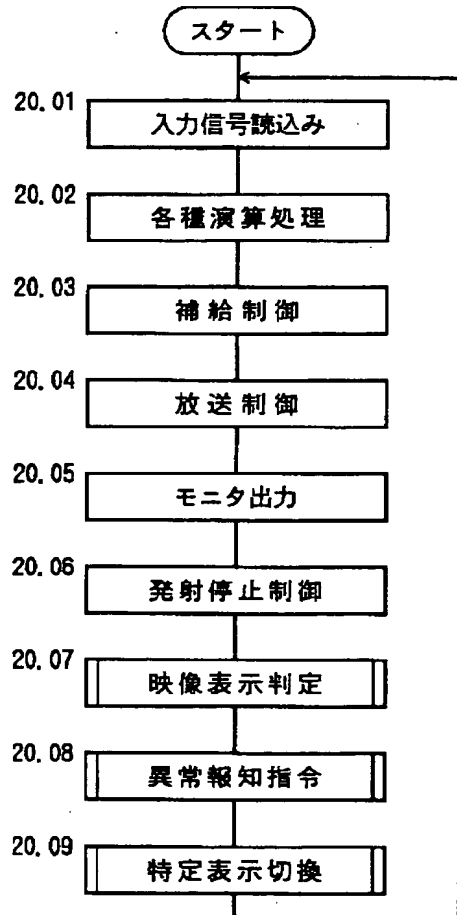 スタート
20.01
入力信号読込み
20.02
各種演算処理
20.03
補給制御
20.04
放送制御
20.05
モニタ出力
20.06
発射停止制御
20.07
映像表示判定
20.08
異常報知指令
20.09
特定表示切換